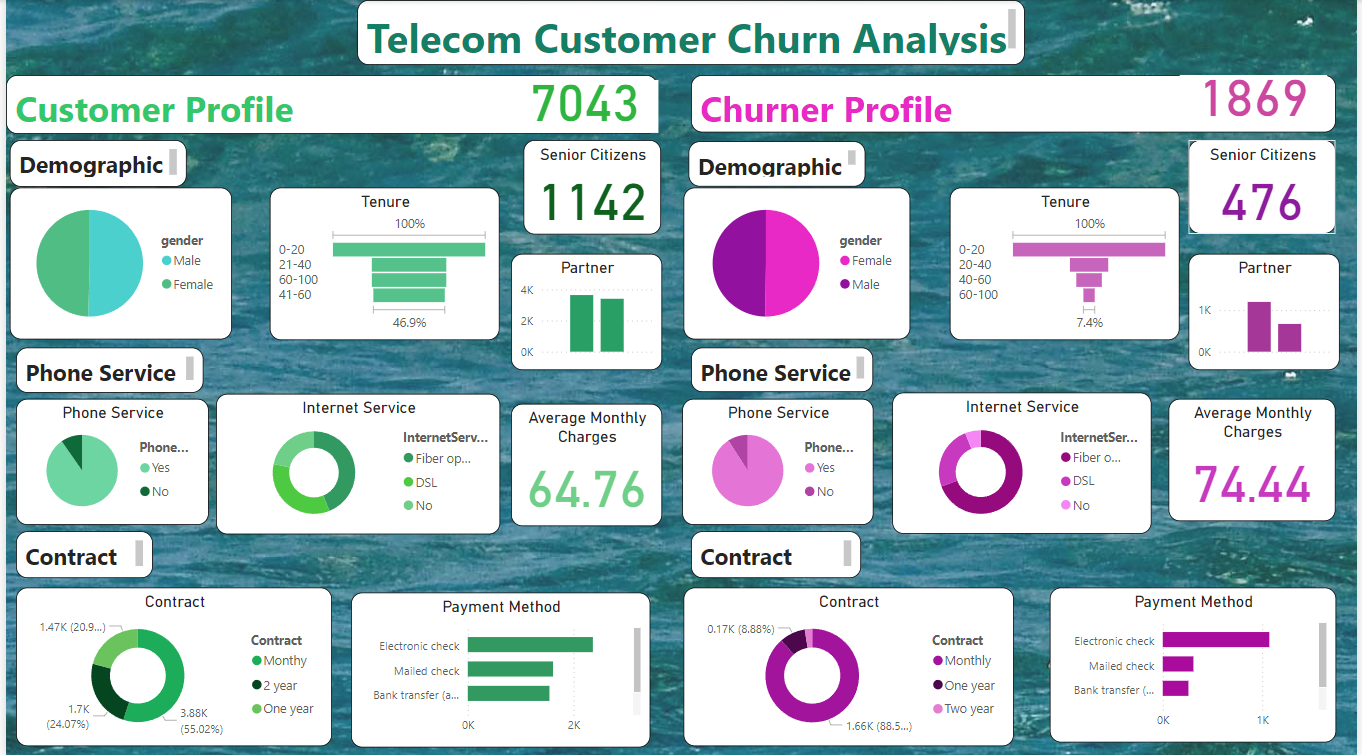 Telecom Customer Churn Analysis
Customer Profile
7043
Demographic
gender
Male
Female
Tenure
100%
0-20
21-40
60-100
41-60
46.9%
Senior Citizens
1142
Partner
4K
2K
0K
Phone Service
Phone Service
Phone...
Yes
No
Internet Service
InternetServ...
Fiber op...
DSL
No
Average Monthly
Charges
64.76
Contract
Contract
1.47K (20.9...)
1.7K
(24.07%)
3.88K
(55.02%)
Contract
Monthy
2 year
One year
Payment Method
Electronic check
Mailed check
Bank transfer (a...
0K
2K
Churner Profile
1869
Demographic
gender
Female
Male
Tenure
100%
0-20
20-40
40-60
60-100
7.4%
Senior Citizens
476
Partner
1K
0K
Phone Service
Phone Service
Phone...
Yes
No
Internet Service
InternetSer...
Fiber o...
DSL
No
Average Monthly
Charges
74.44
Contract
Contract
0.17K (8.88%)
1.66K (88.5...)
Contract
Monthly
One year
Two year
Payment Method
Electronic check
Mailed check
Bank transfer (...
0K
1K